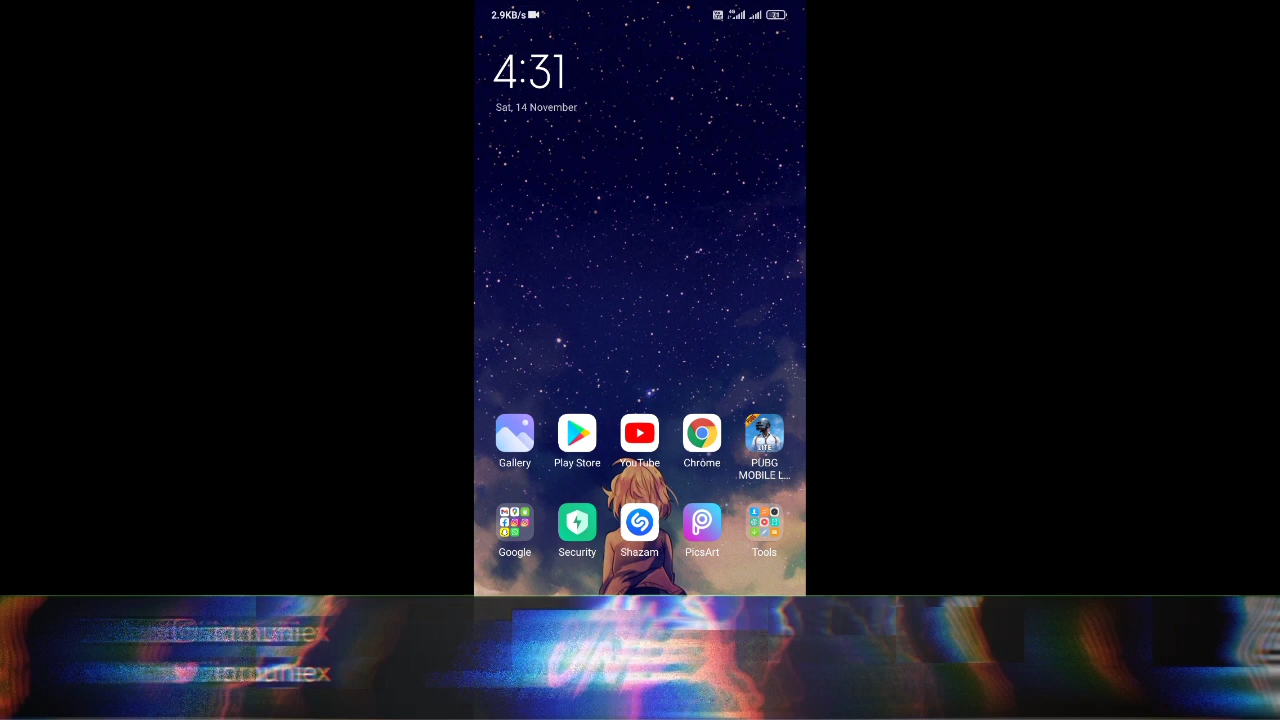 2.9KB/s
4:31
Sat, 14 November
Gallery
Play Store
YouTube
Chrome
PUBG
MOBILE L...
Google
Security
Shazam
PicsArt
Tools